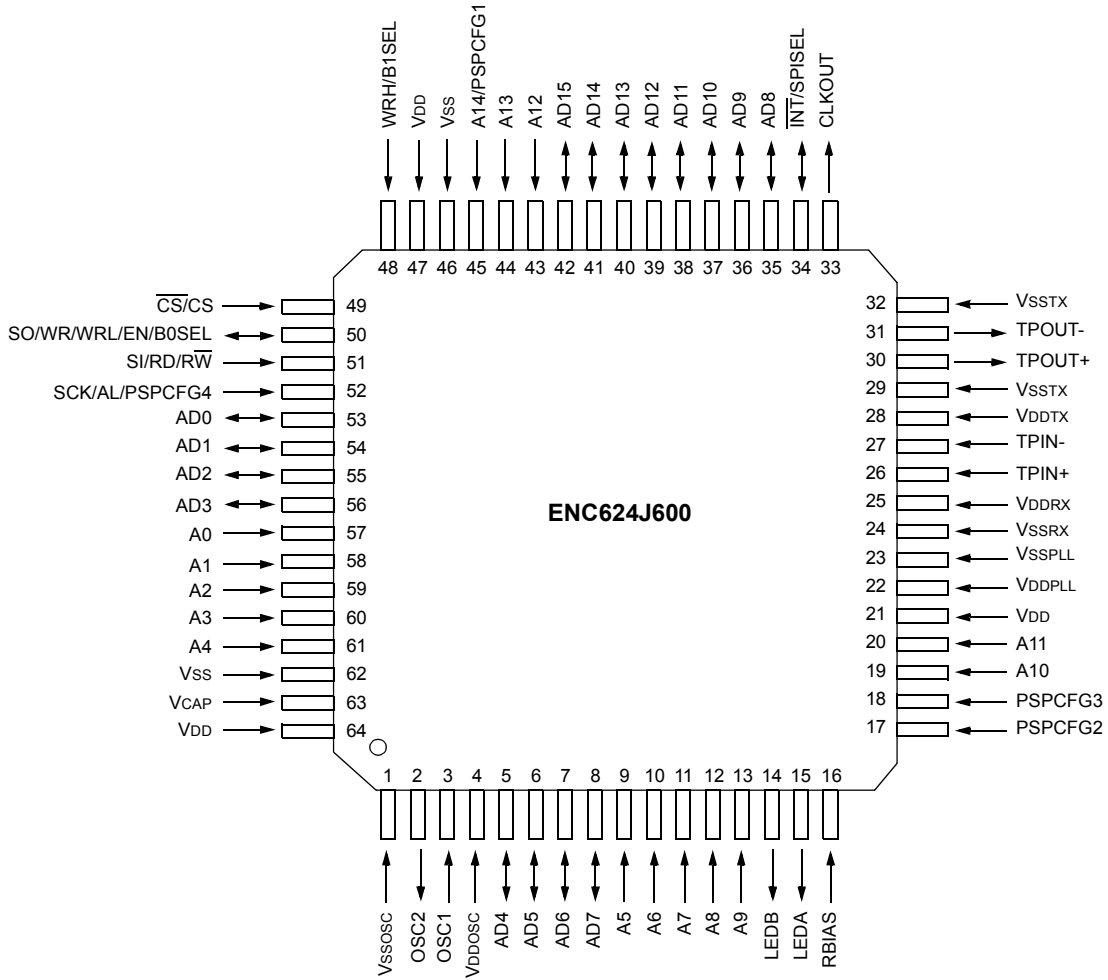 WRH/B1SEL
VDD
VSS
A14/PSPCFG1
A13
A12
AD15
AD14
AD13
AD12
AD11
AD10
AD9
AD8
I̅N̅T̅/SPISEL
CLKOUT
48 47 46 45 44 43 42 41 40 39 38 37 36 35 34 33
C̅S̅/CS 49
SO/WR/WRL/EN/B0SEL 50
SI/RD/RW̅ 51
SCK/AL/PSPCFG4 52
AD0 53
AD1 54
AD2 55
AD3 56
A0 57
A1 58
A2 59
A3 60
A4 61
VSS 62
VCAP 63
VDD 64
ENC624J600
32 VSSTX
31 TPOUT-
30 TPOUT+
29 VSSTX
28 VDDTX
27 TPIN-
26 TPIN+
25 VDDRX
24 VSSRX
23 VSSPLL
22 VDDPLL
21 VDD
20 A11
19 A10
18 PSPCFG3
17 PSPCFG2
1 2 3 4 5 6 7 8 9 10 11 12 13 14 15 16
VSSOSC
OSC2
OSC1
VDDOSC
AD4
AD5
AD6
AD7
A5
A6
A7
A8
A9
LEDB
LEDA
RBIAS